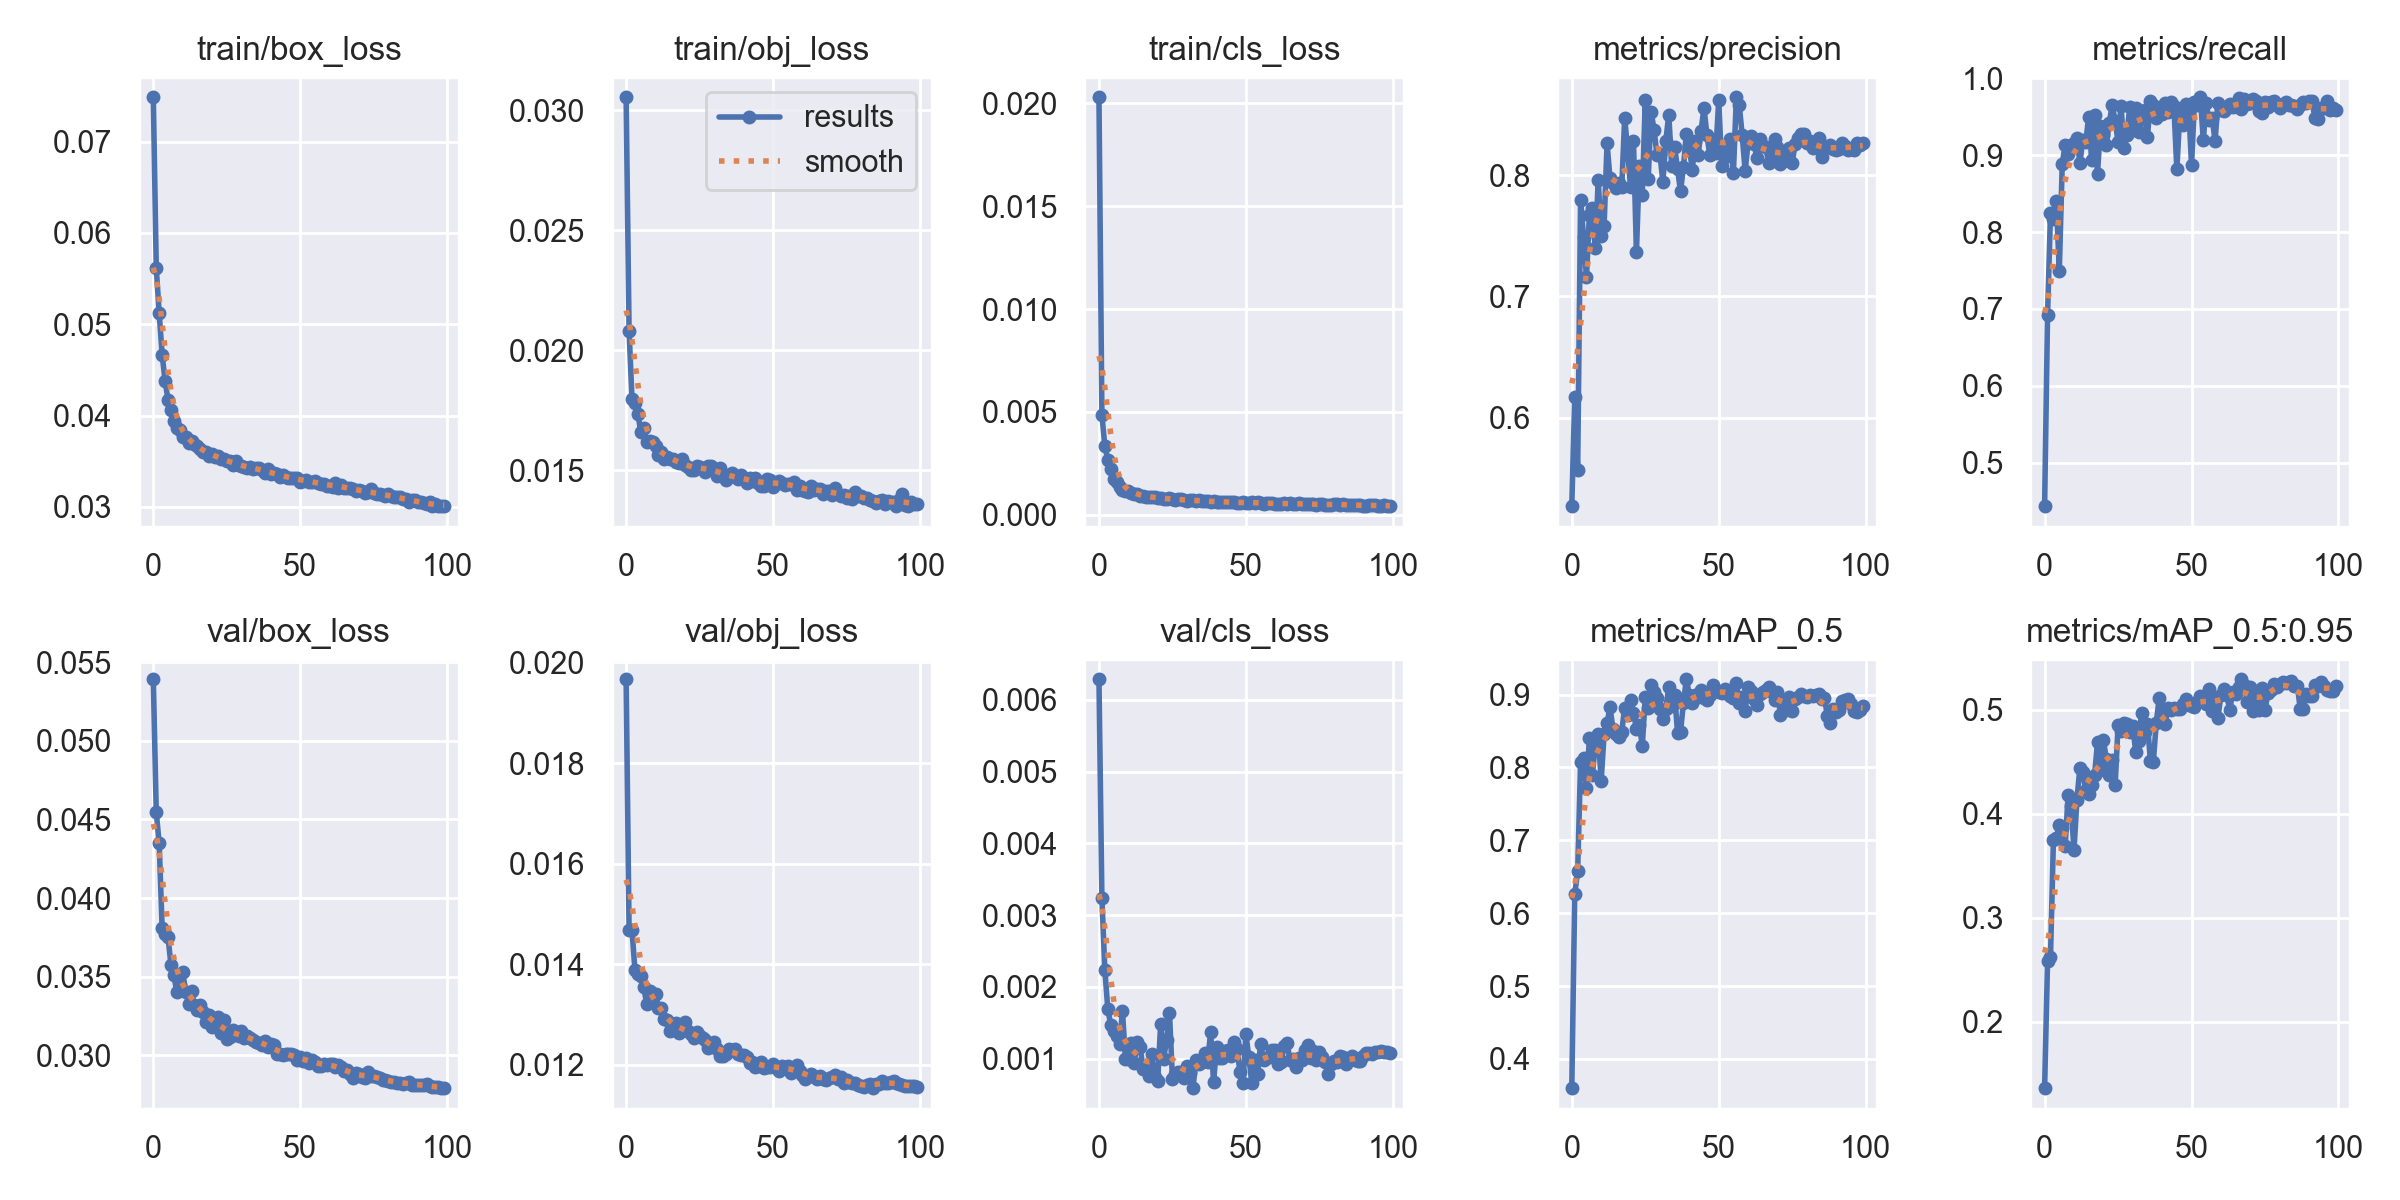 train/box_loss
0.07
0.06
0.05
0.04
0.03
0 50 100
train/obj_loss
results
smooth
0.030
0.025
0.020
0.015
0 50 100
train/cls_loss
0.020
0.015
0.010
0.005
0.000
0 50 100
metrics/precision
0.8
0.7
0.6
0 50 100
metrics/recall
1.0
0.9
0.8
0.7
0.6
0.5
0 50 100
val/box_loss
0.055
0.050
0.045
0.040
0.035
0.030
0 50 100
val/obj_loss
0.020
0.018
0.016
0.014
0.012
0 50 100
val/cls_loss
0.006
0.005
0.004
0.003
0.002
0.001
0 50 100
metrics/mAP_0.5
0.9
0.8
0.7
0.6
0.5
0.4
0 50 100
metrics/mAP_0.5:0.95
0.5
0.4
0.3
0.2
0 50 100